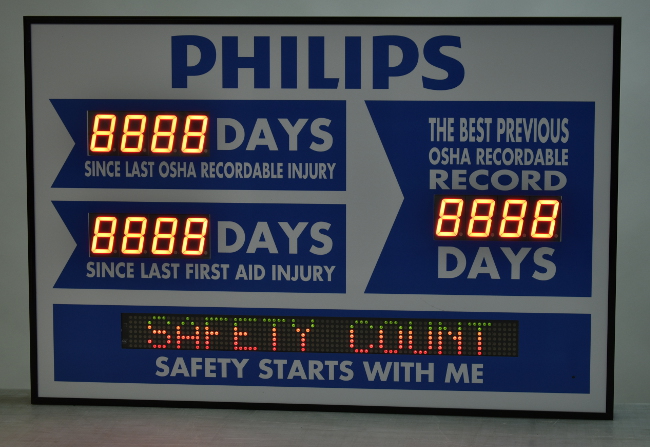 PHILIPS
8888 DAYS
SINCE LAST OSHA RECORDABLE INJURY
8888 DAYS
SINCE LAST FIRST AID INJURY
THE BEST PREVIOUS
OSHA RECORDABLE
RECORD
8888
DAYS
SAFETY COUNT
SAFETY STARTS WITH ME